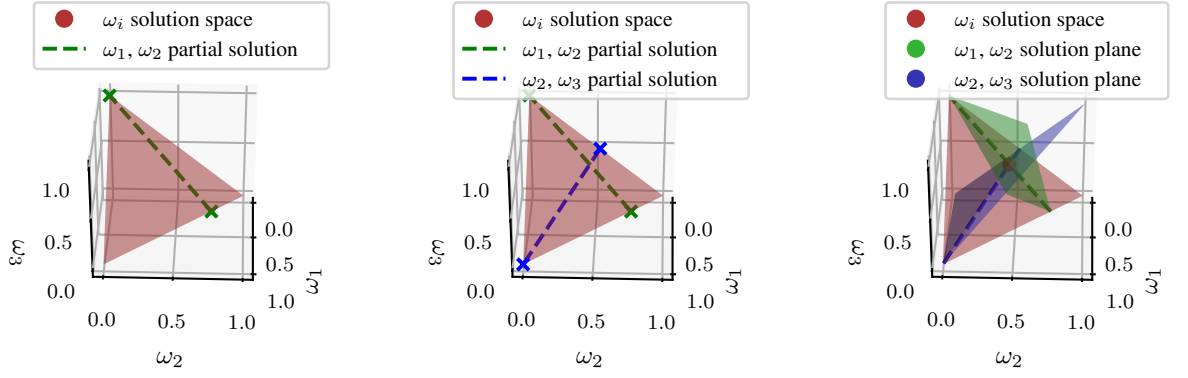 ω_i solution space
ω_1, ω_2 partial solution
1.0
0.5
0.0
ω_3
0.0
0.5
1.0
ω_1
0.0
0.5
1.0
ω_2
ω_i solution space
ω_1, ω_2 partial solution
ω_2, ω_3 partial solution
1.0
0.5
0.0
ω_3
0.0
0.5
1.0
ω_1
0.0
0.5
1.0
ω_2
ω_i solution space
ω_1, ω_2 solution plane
ω_2, ω_3 solution plane
1.0
0.5
0.0
ω_3
0.0
0.5
1.0
ω_1
0.0
0.5
1.0
ω_2